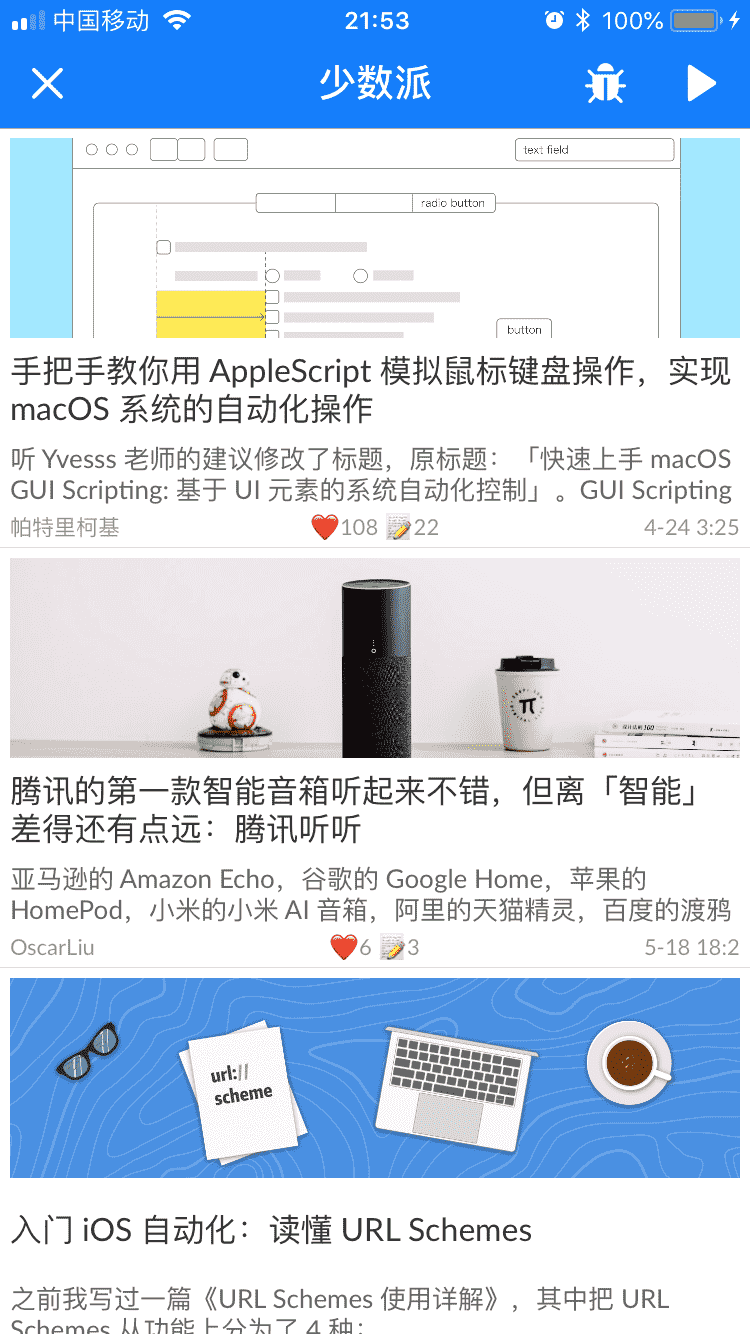 中国移动
21:53
100%
少数派
text field
radio button
button
手把手教你用 AppleScript 模拟鼠标键盘操作，实现
macOS 系统的自动化操作
听 Yvesss 老师的建议修改了标题，原标题：「快速上手 macOS
GUI Scripting: 基于 UI 元素的系统自动化控制」。GUI Scripting
帕特里柯基
108
22
4-24 3:25
π
腾讯的第一款智能音箱听起来不错，但离「智能」
差得还有点远：腾讯听听
亚马逊的 Amazon Echo，谷歌的 Google Home，苹果的
HomePod，小米的小米 AI 音箱，阿里的天猫精灵，百度的渡鸦
OscarLiu
6
3
5-18 18:2
url://
scheme
入门 iOS 自动化：读懂 URL Schemes
之前我写过一篇《URL Schemes 使用详解》，其中把 URL
Schemes 从功能上分为了 4 种：